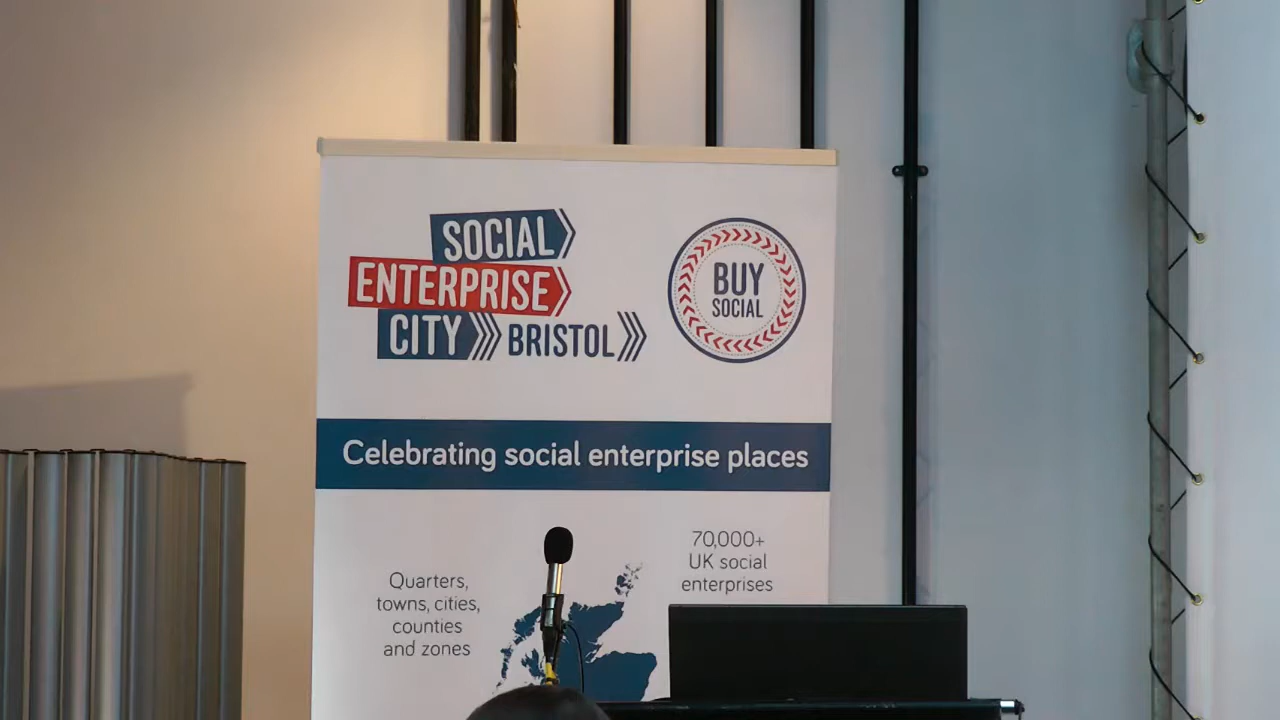 SOCIAL
ENTERPRISE
CITY BRISTOL
BUY
SOCIAL
Celebrating social enterprise places
Quarters,
towns, cities,
counties
and zones
70,000+
UK social
enterprises